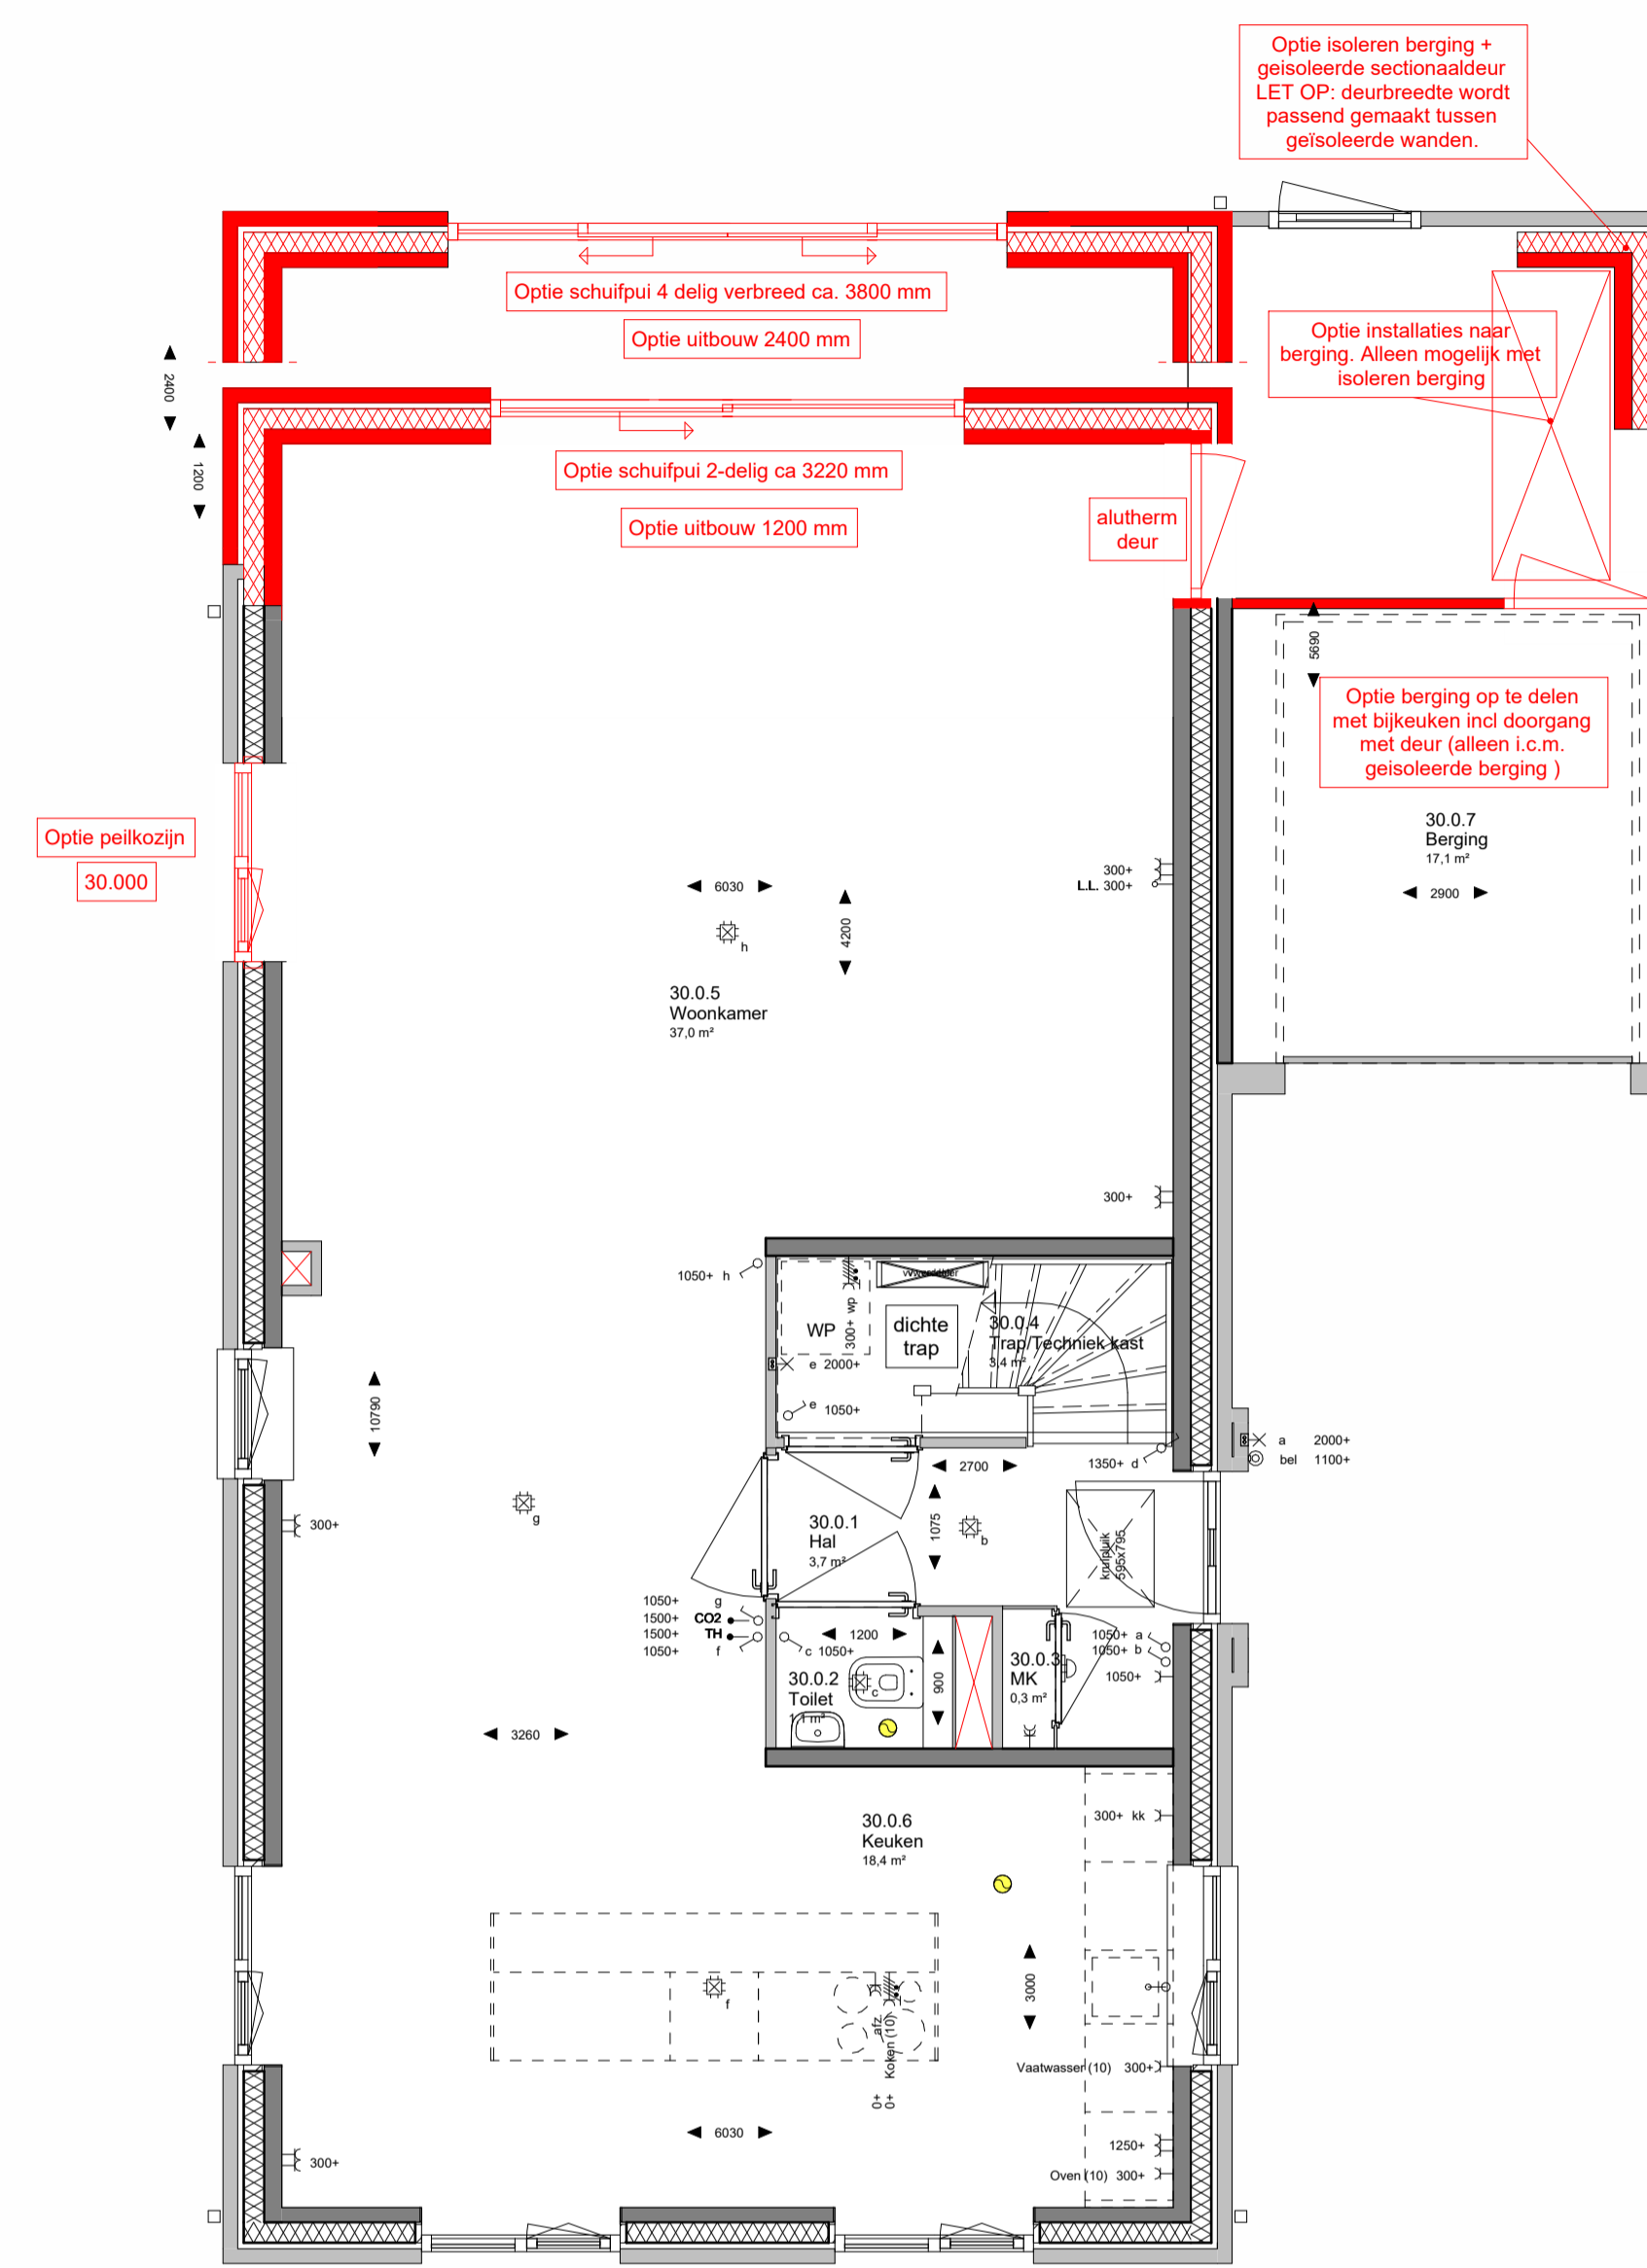 Optie isoleren berging +
geisoleerde sectionaaldeur
LET OP: deurbreedte wordt
passend gemaakt tussen
geïsoleerde wanden.
Optie schuifpui 4 delig verbreed ca. 3800 mm
Optie uitbouw 2400 mm
Optie installaties naar
berging. Alleen mogelijk met
isoleren berging
2400
1200
Optie schuifpui 2-delig ca 3220 mm
Optie uitbouw 1200 mm
alutherm
deur
5690
Optie berging op te delen
met bijkeuken incl doorgang
met deur (alleen i.c.m.
geisoleerde berging )
Optie peilkozijn
30.000
30.0.7
Berging
17,1 m²
2900
300+
L.L. 300+
6030
4200
h
30.0.5
Woonkamer
37,0 m²
300+
1050+ h
WP
300+ wp
dichte
trap
30.0.4
Trap/Techniek kast
3,4 m²
e 2000+
e 1050+
10790
a 2000+
bel 1100+
1350+ d
2700
1075
b
g
300+
30.0.1
Hal
3,7 m²
kruipluik
595x795
1050+ g
1500+ CO2
1500+ TH
1050+ f
c 1050+
1200
900
30.0.2
Toilet
1,1 m²
c
30.0.3
MK
0,3 m²
1050+ a
1050+ b
1050+
3260
30.0.6
Keuken
18,4 m²
300+ kk
f
3000
0+ afz.
0+ Koken (10)
Vaatwasser (10) 300+
6030
1250+
Oven (10) 300+
300+